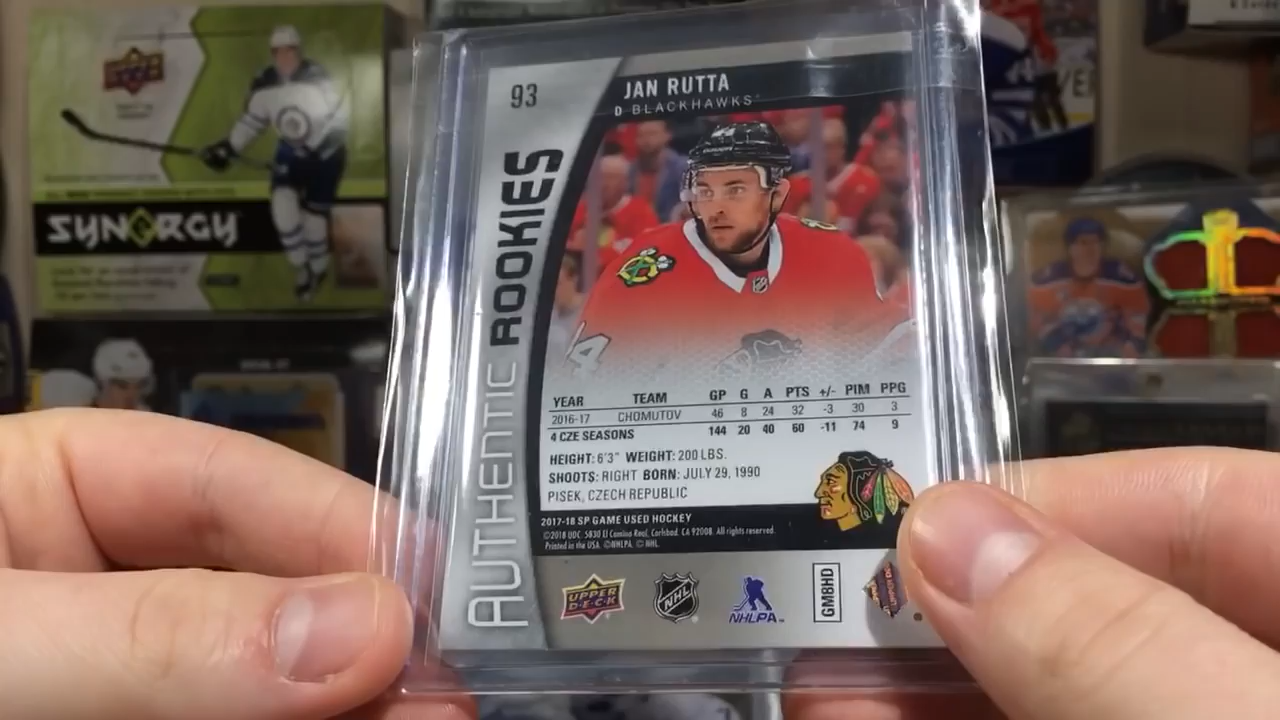 93
JAN RUTTA
D BLACKHAWKS
AUTHENTIC ROOKIES
YEAR TEAM GP G A PTS +/- PIM PPG
2016-17 CHOMUTOV 46 8 24 32 -3 30 3
4 CZE SEASONS 144 20 40 60 -11 74 9
HEIGHT: 6'3" WEIGHT: 200 LBS.
SHOOTS: RIGHT BORN: JULY 29, 1990
PISEK, CZECH REPUBLIC
2017-18 SP GAME USED HOCKEY
©2018 UDC. 5830 El Camino Real, Carlsbad, CA 92008. All rights reserved.
Printed in the USA. ©NHLPA. © NHL.
UPPER DECK
NHL
NHLPA
GM8HD
SYNERGY
UPPER DECK